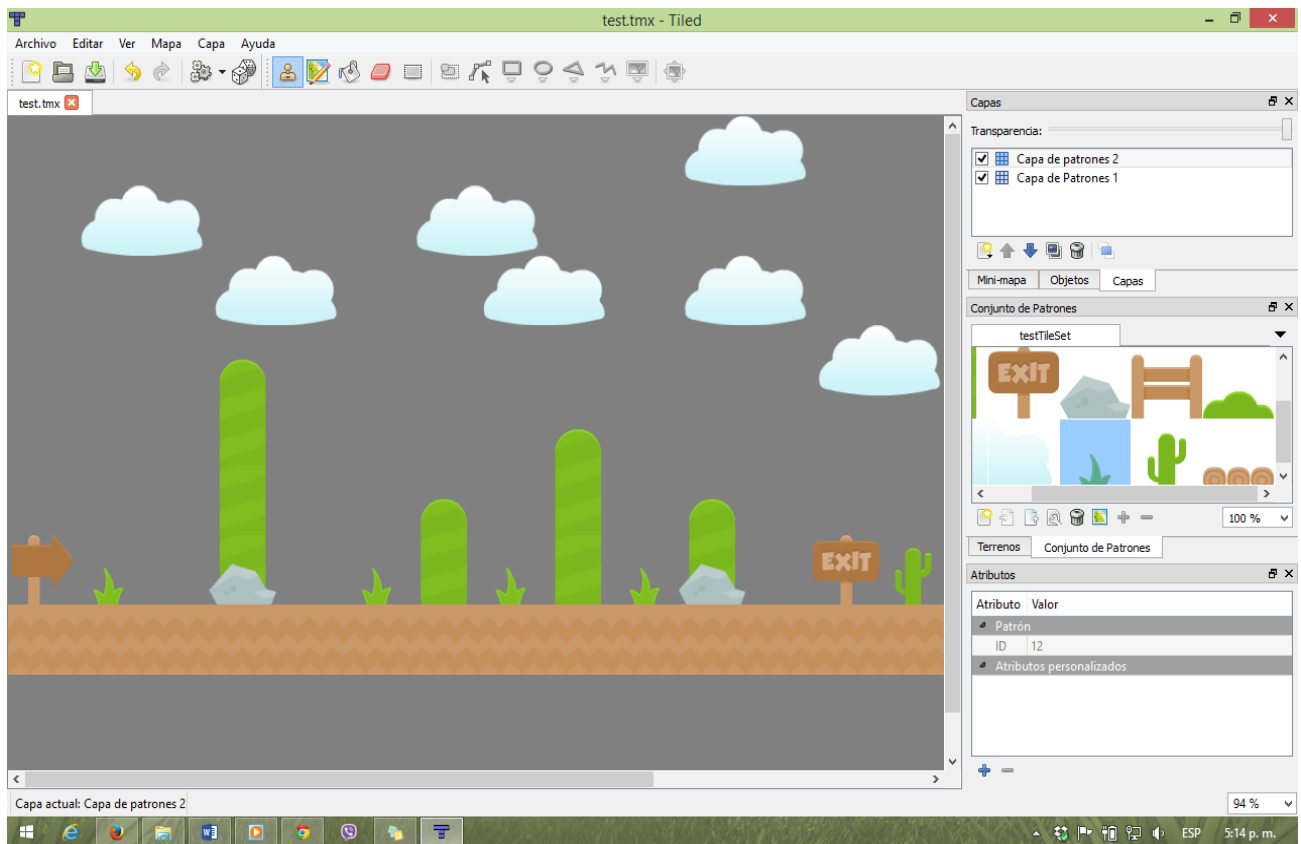 test.tmx - Tiled
Archivo Editar Ver Mapa Capa Ayuda
test.tmx
Capas
Transparencia:
Capa de patrones 2
Capa de Patrones 1
Mini-mapa Objetos Capas
Conjunto de Patrones
testTileSet
EXIT
100 %
Terrenos Conjunto de Patrones
Atributos
Atributo Valor
Patrón
ID 12
Atributos personalizados
EXIT
Capa actual: Capa de patrones 2
94 %
ESP 5:14 p. m.